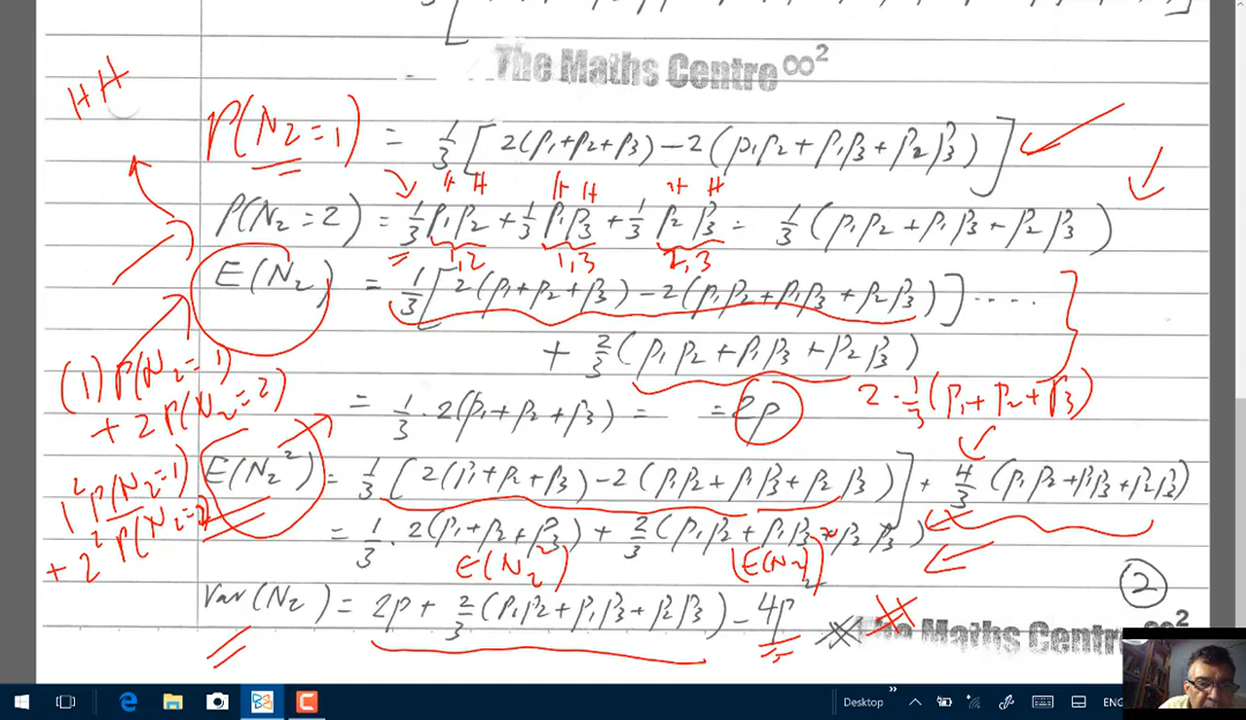 The Maths Centre ∞²
HH
P(N₂=1) = 1/3 [2(p₁+p₂+p₃) − 2(p₁p₂ + p₁p₃ + p₂p₃)]
H H H H H H
P(N₂=2) = 1/3 p₁p₂ + 1/3 p₁p₃ + 1/3 p₂p₃ = 1/3 (p₁p₂ + p₁p₃ + p₂p₃)
1,2 1,3 2,3
E(N₂) = 1/3 [2(p₁+p₂+p₃) − 2(p₁p₂ + p₁p₃ + p₂p₃)] ....
+ 2/3 (p₁p₂ + p₁p₃ + p₂p₃)
(1) P(N₂=1)
+ 2 P(N₂=2)
= 1/3 · 2(p₁+p₂+p₃) = = 2p
2 · 1/3 (p₁+p₂+p₃)
E(N₂²) = 1/3 [2(p₁+p₂+p₃) − 2(p₁p₂ + p₁p₃ + p₂p₃)] + 4/3 (p₁p₂ + p₁p₃ + p₂p₃)
1² P(N₂=1)
+ 2² P(N₂=2)
= 1/3 · 2(p₁+p₂+p₃) + 2/3 (p₁p₂ + p₁p₃ + p₂p₃)
E(N₂²) (E(N₂))²
Var(N₂) = 2p + 2/3 (p₁p₂ + p₁p₃ + p₂p₃) − 4p²
2
The Maths Centre ∞²
Desktop
ENG